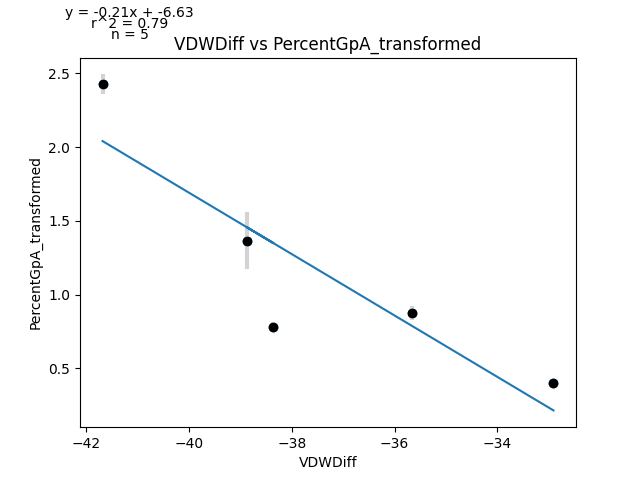 y = -0.21x + -6.63
r^2 = 0.79
n = 5
VDWDiff vs PercentGpA_transformed
PercentGpA_transformed
2.5
2.0
1.5
1.0
0.5
−42
−40
−38
−36
−34
VDWDiff